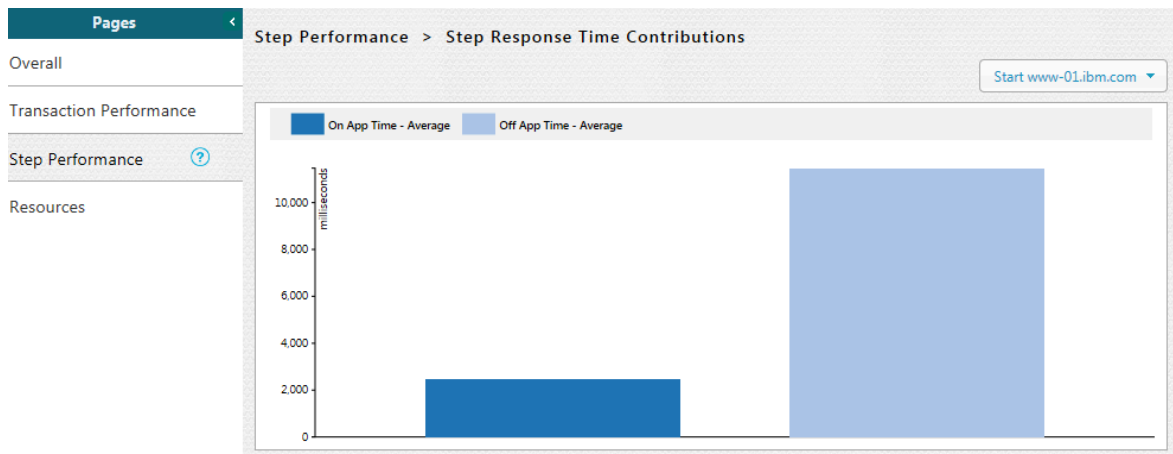 Pages
Overall
Transaction Performance
Step Performance ?
Resources
Step Performance > Step Response Time Contributions
Start www-01.ibm.com
On App Time - Average Off App Time - Average
milliseconds
10,000
8,000
6,000
4,000
2,000
0